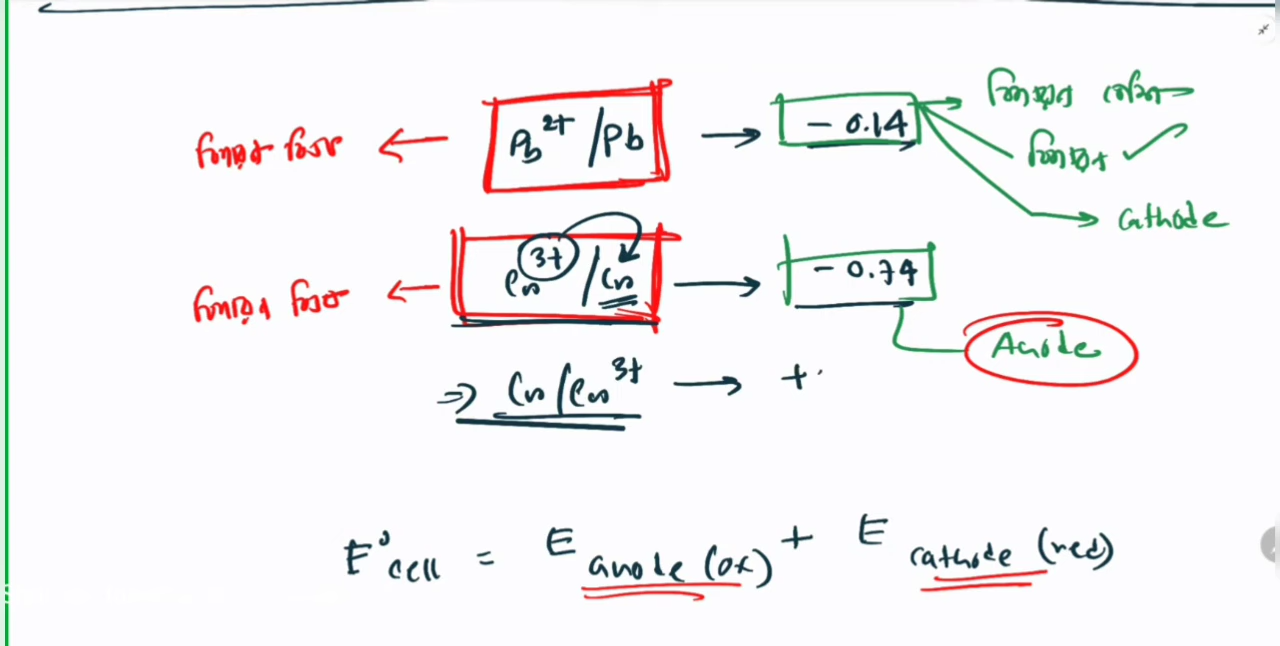 বিজারণ বিভব ← Pb²⁺/Pb → - 0.14 → বিজারণ বেশি
বিজারণ ✓
Cathode
বিজারণ বিভব ← Cr³⁺/Cr → - 0.74
Anode
⇒ Cr/Cr³⁺ → +
E°cell = E anode (ox) + E cathode (red)